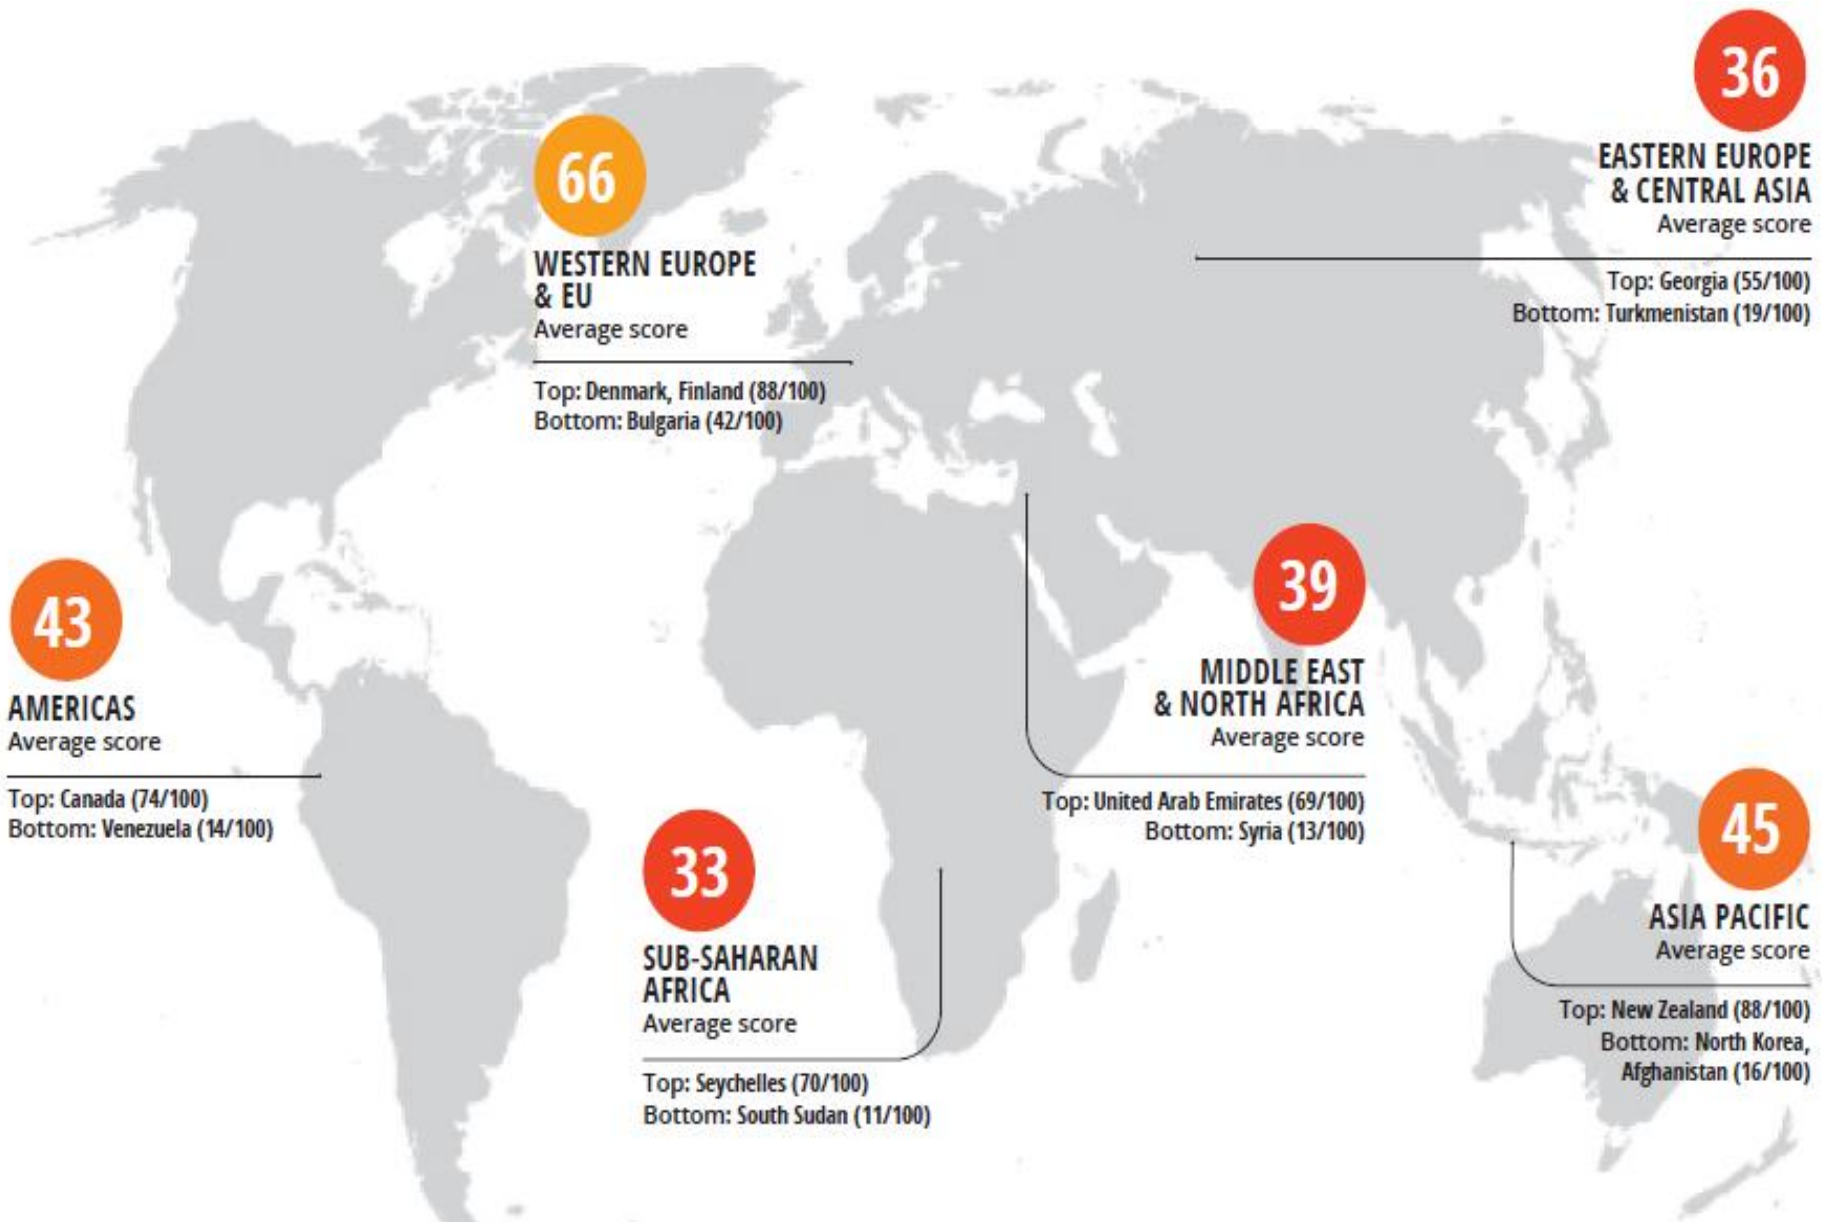 36
EASTERN EUROPE
& CENTRAL ASIA
Average score
Top: Georgia (55/100)
Bottom: Turkmenistan (19/100)
66
WESTERN EUROPE
& EU
Average score
Top: Denmark, Finland (88/100)
Bottom: Bulgaria (42/100)
43
AMERICAS
Average score
Top: Canada (74/100)
Bottom: Venezuela (14/100)
39
MIDDLE EAST
& NORTH AFRICA
Average score
Top: United Arab Emirates (69/100)
Bottom: Syria (13/100)
33
SUB-SAHARAN
AFRICA
Average score
Top: Seychelles (70/100)
Bottom: South Sudan (11/100)
45
ASIA PACIFIC
Average score
Top: New Zealand (88/100)
Bottom: North Korea,
Afghanistan (16/100)